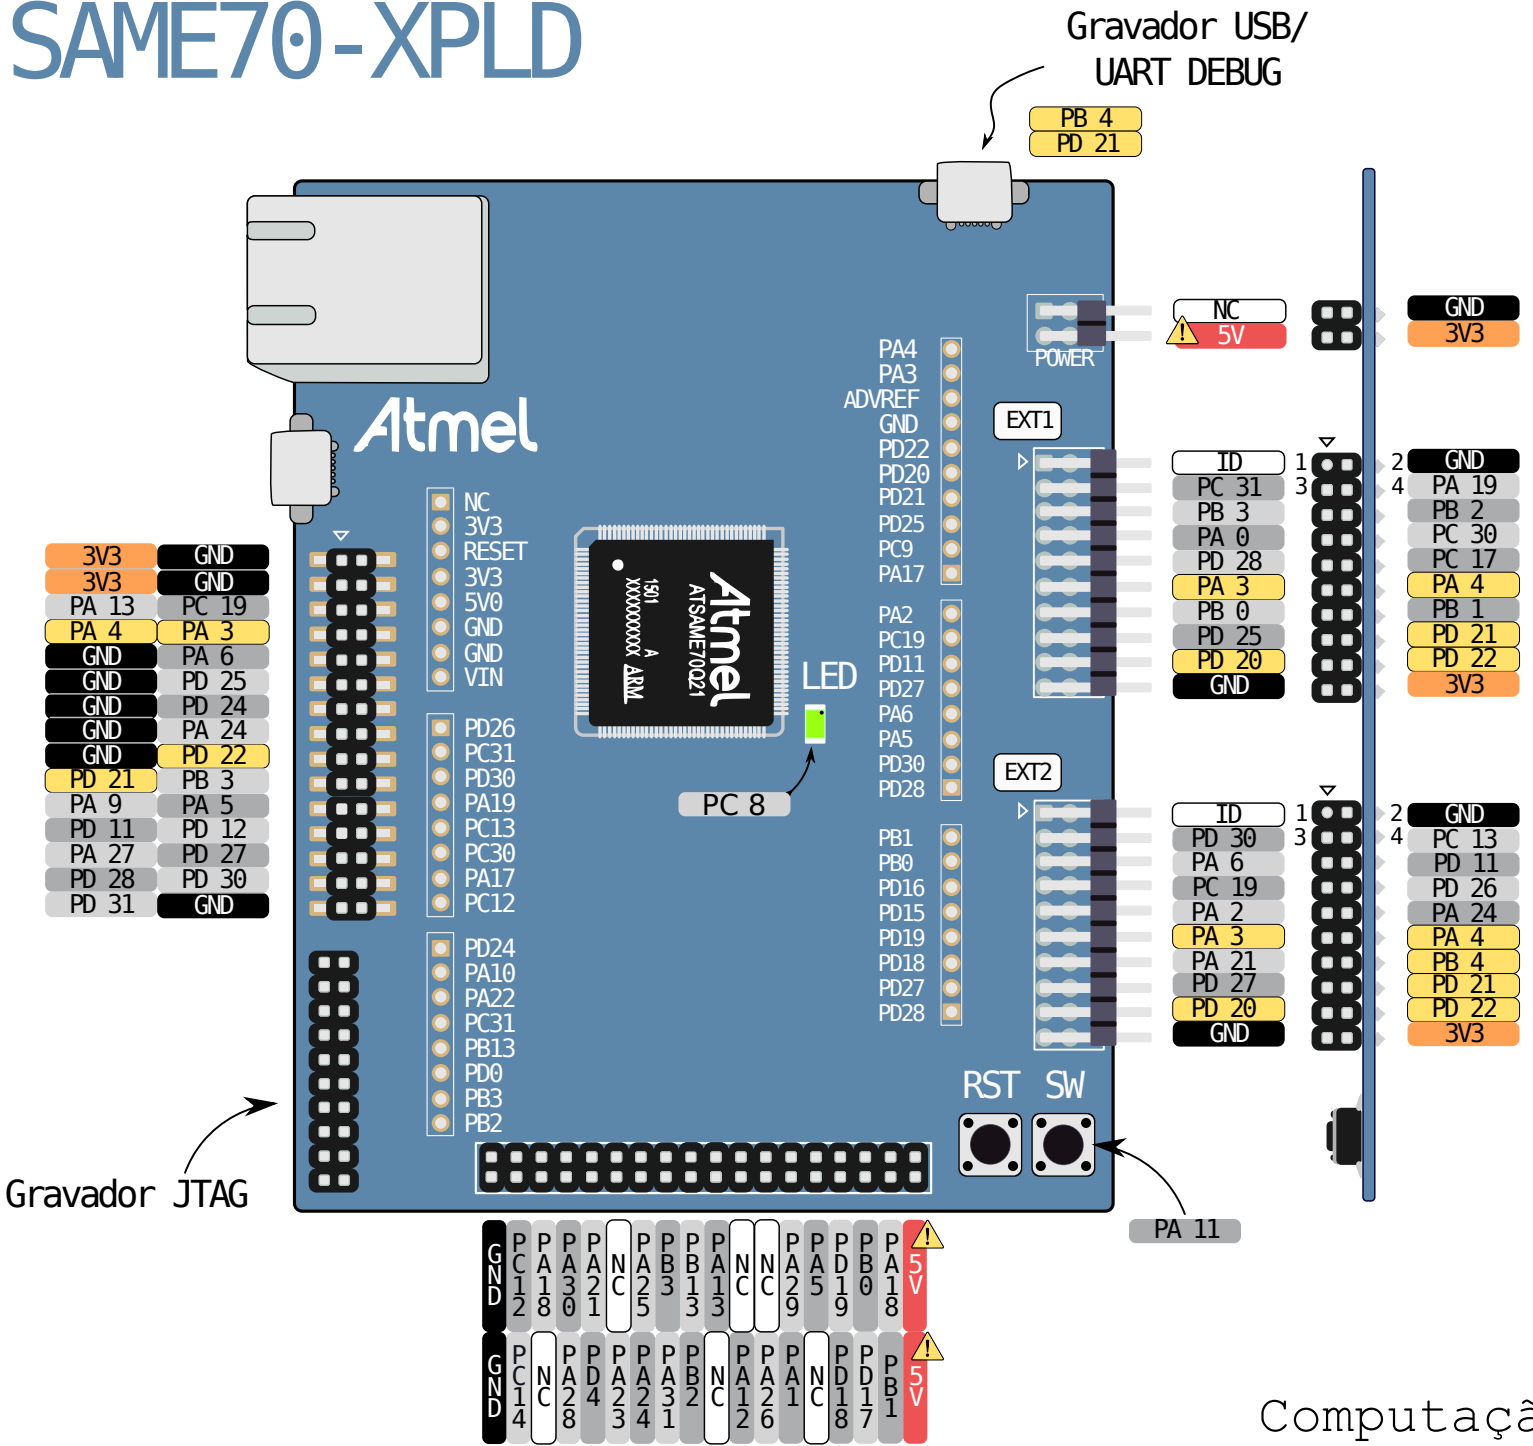 SAME70-XPLD
Gravador USB/
UART DEBUG
PB 4
PD 21
NC
5V
GND
3V3
POWER
PA4
PA3
ADVREF
GND
PD22
PD20
PD21
PD25
PC9
PA17
EXT1
Atmel
NC
3V3
RESET
3V3
5V0
GND
GND
VIN
ID 1 2 GND
PC 31 3 4 PA 19
PB 3 PB 2
PA 0 PC 30
PD 28 PC 17
PA 3 PA 4
PB 0 PB 1
PD 25 PD 21
PD 20 PD 22
GND 3V3
3V3 GND
3V3 GND
PA 13 PC 19
PA 4 PA 3
GND PA 6
GND PD 25
GND PD 24
GND PA 24
GND PD 22
PD 21 PB 3
PA 9 PA 5
PD 11 PD 12
PA 27 PD 27
PD 28 PD 30
PD 31 GND
Atmel
ATSAME70Q21
1501 A
XXXXXXXXXX ARM
LED
PC 8
PA2
PC19
PD11
PD27
PA6
PA5
PD30
PD28
PD26
PC31
PD30
PA19
PC13
PC30
PA17
PC12
EXT2
ID 1 2 GND
PD 30 3 4 PC 13
PA 6 PD 11
PC 19 PD 26
PA 2 PA 24
PA 3 PA 4
PA 21 PB 4
PD 27 PD 21
PD 20 PD 22
GND 3V3
PB1
PB0
PD16
PD15
PD19
PD18
PD27
PD28
PD24
PA10
PA22
PC31
PB13
PD0
PB3
PB2
RST SW
Gravador JTAG
PA 11
GND PC12 PA18 PA30 PA21 NC PA25 PB3 PB13 PA13 NC NC PA29 PA5 PD19 PB0 PA18 5V
GND PC14 NC PA28 PD4 PA23 PA24 PA31 PB2 NC PA12 PA26 PA1 NC PD18 PD17 PB1 5V
Computaçã